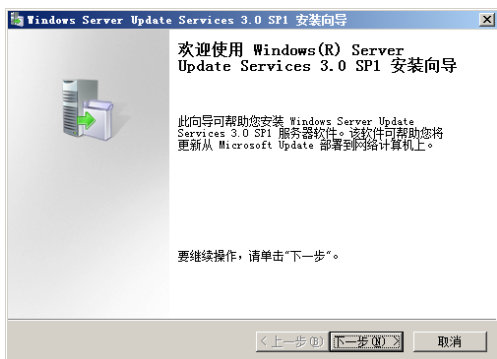 Windows Server Update Services 3.0 SP1 安装向导
欢迎使用 Windows(R) Server
Update Services 3.0 SP1 安装向导
此向导可帮助您安装 Windows Server Update
Services 3.0 SP1 服务器软件。该软件可帮助您将
更新从 Microsoft Update 部署到网络计算机上。
要继续操作，请单击“下一步”。
< 上一步(B) 下一步(N) > 取消